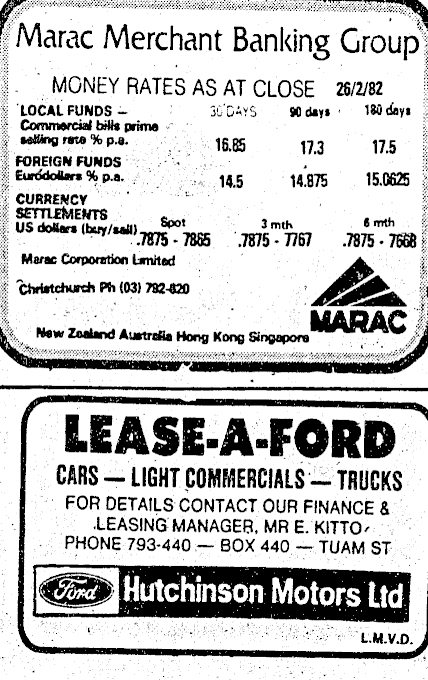 Marac Merchant Banking Group
MONEY RATES AS AT CLOSE 26/2/82
LOCAL FUNDS — 30 DAYS 90 days 180 days
Commercial bills prime
selling rate % p.a. 16.85 17.3 17.5
FOREIGN FUNDS
Eurodollars % p.a. 14.5 14.875 15.0625
CURRENCY
SETTLEMENTS Spot 3 mth 6 mth
US dollars (buy/sell) .7875 - 7865 .7875 - 7767 .7875 - 7668
Marac Corporation Limited
Christchurch Ph (03) 792-620
MARAC
New Zealand Australia Hong Kong Singapore
LEASE-A-FORD
CARS — LIGHT COMMERCIALS — TRUCKS
FOR DETAILS CONTACT OUR FINANCE &
LEASING MANAGER, MR E. KITTO
PHONE 793-440 — BOX 440 — TUAM ST
Ford Hutchinson Motors Ltd
L.M.V.D.